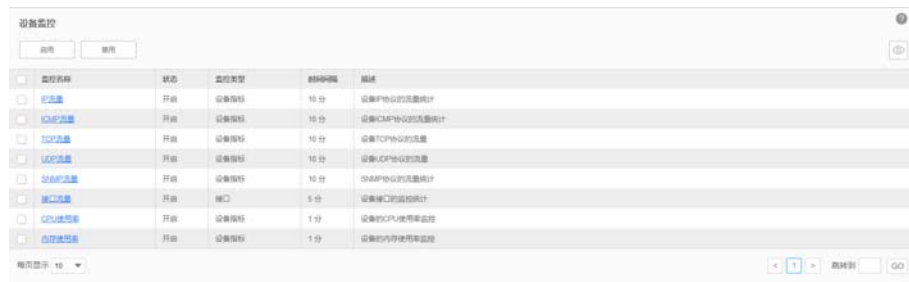 设备监控
启用 禁用
监控名称 状态 监控类型 时间间隔 描述
IP流量 开启 设备指标 10 分 设备IP协议的流量统计
ICMP流量 开启 设备指标 10 分 设备ICMP协议的流量统计
TCP流量 开启 设备指标 10 分 设备TCP协议的流量
UDP流量 开启 设备指标 10 分 设备UDP协议的流量
SNMP流量 开启 设备指标 10 分 SNMP协议的流量统计
接口流量 开启 接口 5 分 设备接口的监控统计
CPU使用率 开启 设备指标 1 分 设备的CPU使用率监控
内存使用率 开启 设备指标 1 分 设备的内存使用率监控
每页显示 10 < 1 > 跳转到 GO